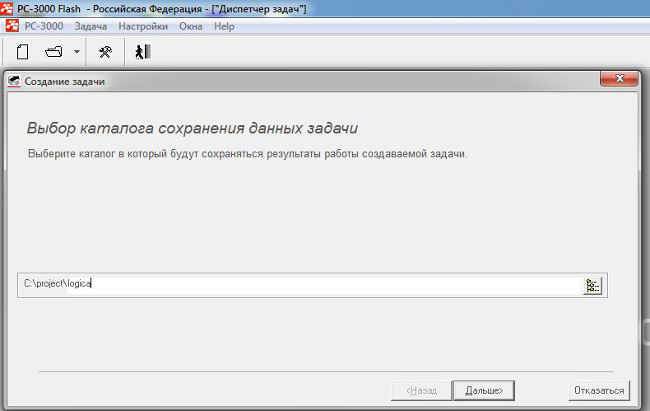 PC-3000 Flash - Российская Федерация - ["Диспетчер задач"]
PC-3000 Задача Настройки Окна Help
Создание задачи
Выбор каталога сохранения данных задачи
Выберите каталог в который будут сохраняться результаты работы создаваемой задачи.
C:\project\logica
<Назад Дальше> Отказаться